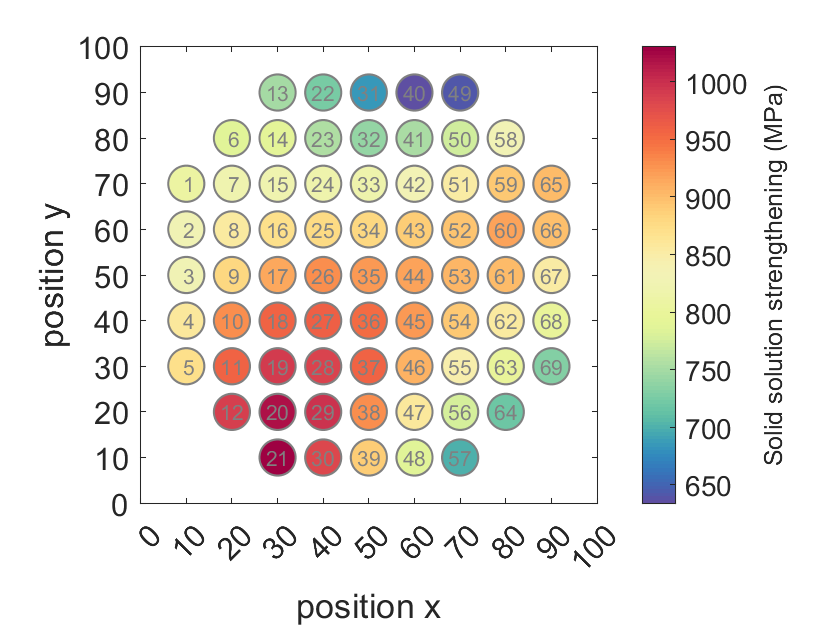 100
90
80
70
60
50
40
30
20
10
0
13 22 31 40 49
6 14 23 32 41 50 58
1 7 15 24 33 42 51 59 65
2 8 16 25 34 43 52 60 66
3 9 17 26 35 44 53 61 67
4 10 18 27 36 45 54 62 68
5 11 19 28 37 46 55 63 69
12 20 29 38 47 56 64
21 30 39 48 57
0 10 20 30 40 50 60 70 80 90 100
position x
position y
1000
950
900
850
800
750
700
650
Solid solution strengthening (MPa)